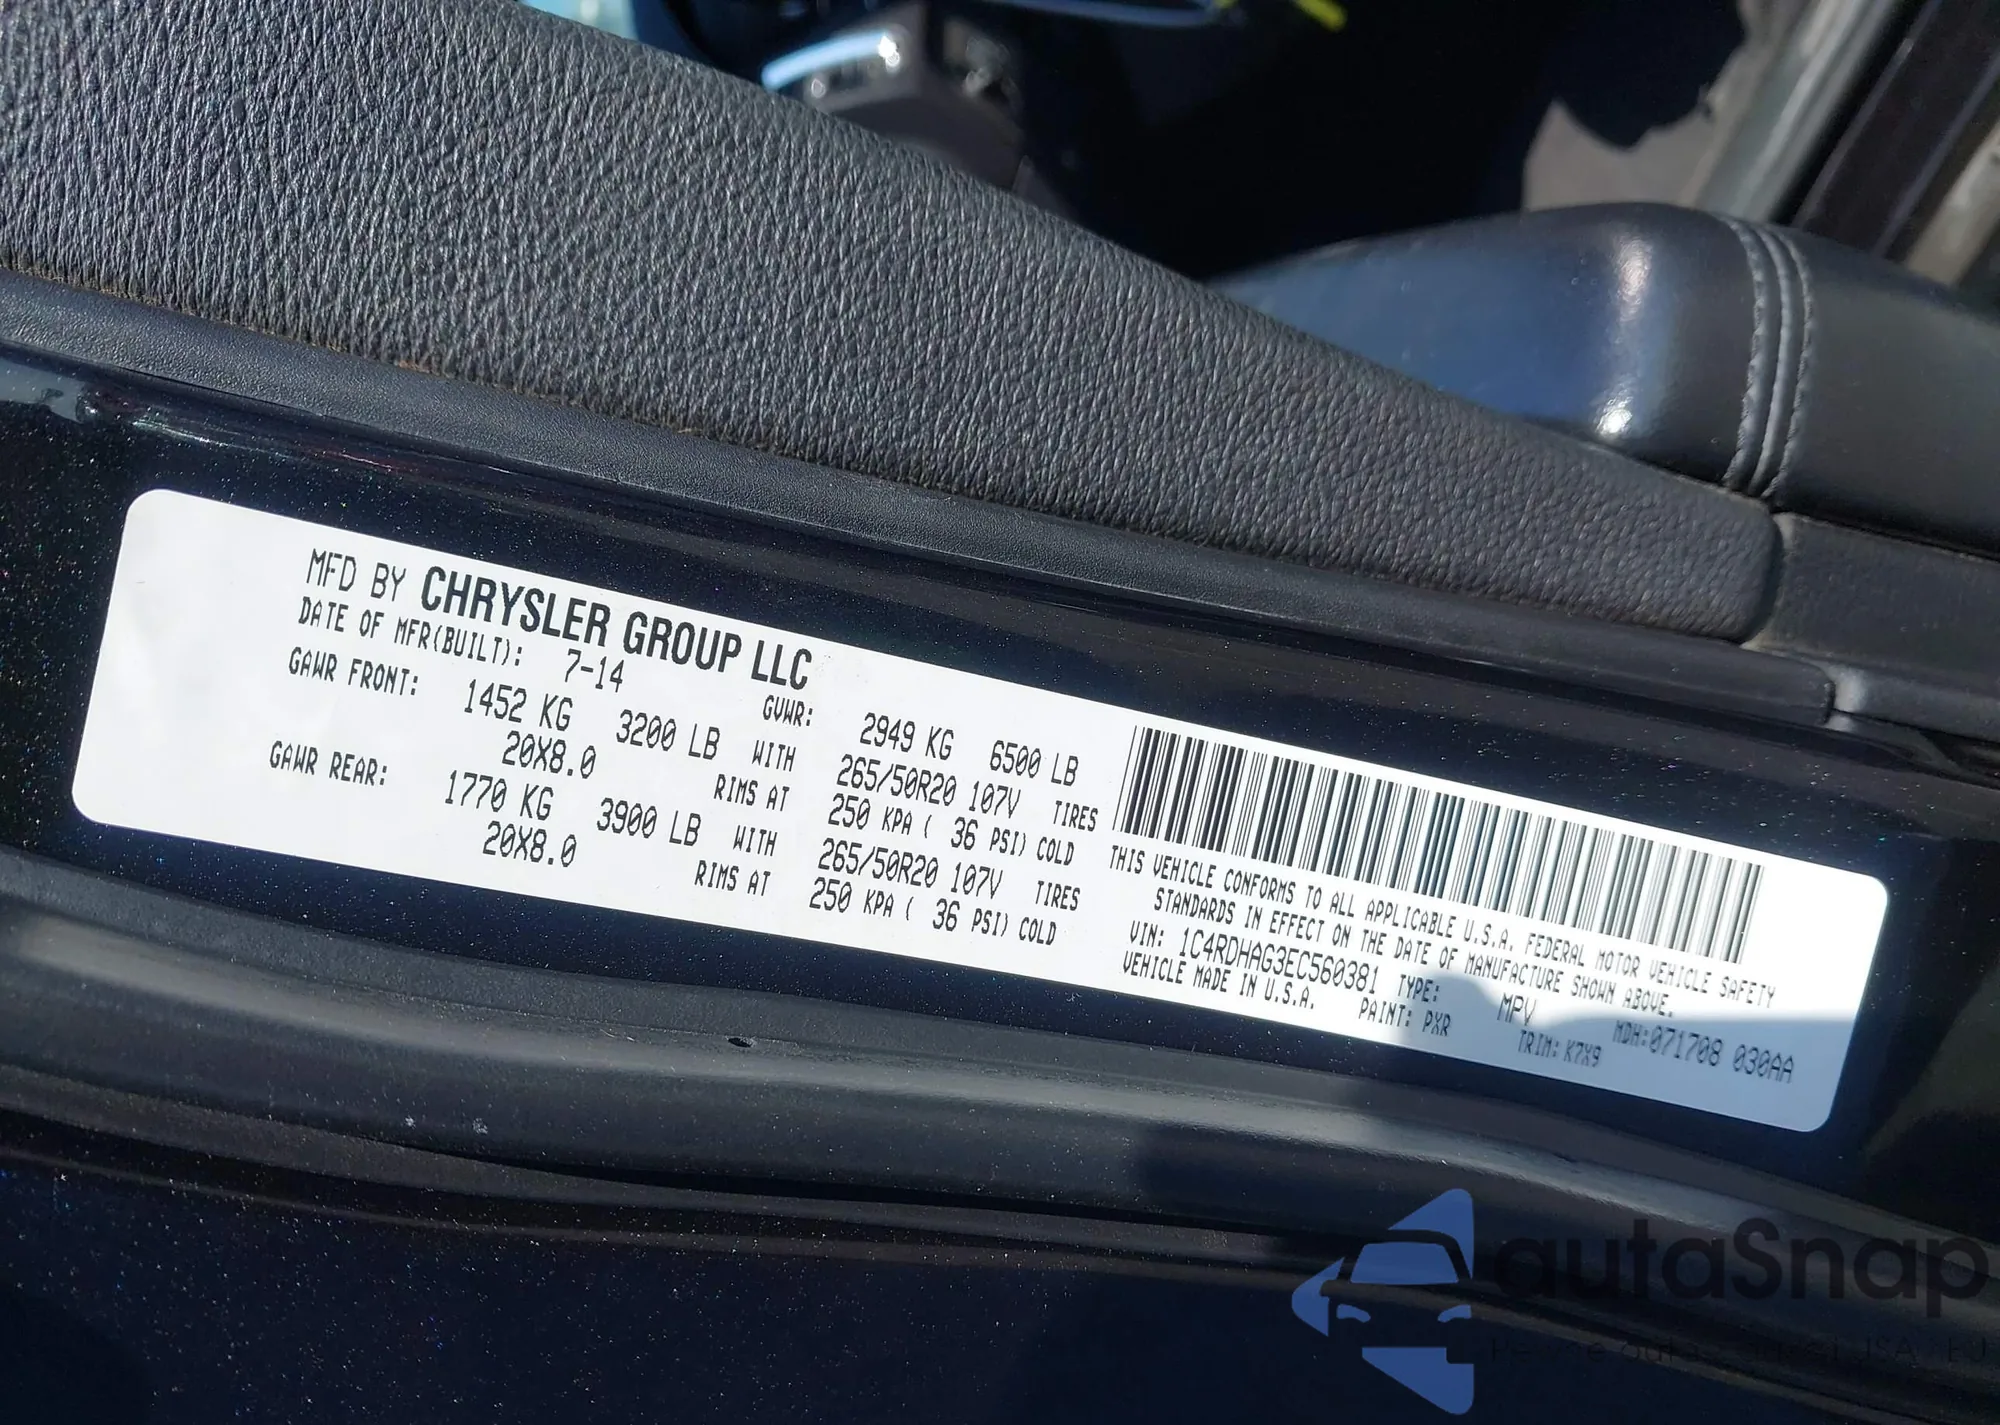 MFD BY CHRYSLER GROUP LLC
DATE OF MFR(BUILT): 7-14 GVWR: 2949 KG 6500 LB
GAWR FRONT: 1452 KG 3200 LB WITH 265/50R20 107V TIRES
20X8.0 RIMS AT 250 KPA ( 36 PSI) COLD
GAWR REAR: 1770 KG 3900 LB WITH 265/50R20 107V TIRES
20X8.0 RIMS AT 250 KPA ( 36 PSI) COLD
THIS VEHICLE CONFORMS TO ALL APPLICABLE U.S.A. FEDERAL MOTOR VEHICLE SAFETY
STANDARDS IN EFFECT ON THE DATE OF MANUFACTURE SHOWN ABOVE.
VIN: 1C4RDHAG3EC560381 TYPE: MPV MDH:071708 030AA
VEHICLE MADE IN U.S.A. PAINT: PXR TRIM: K7X9
autaSnap